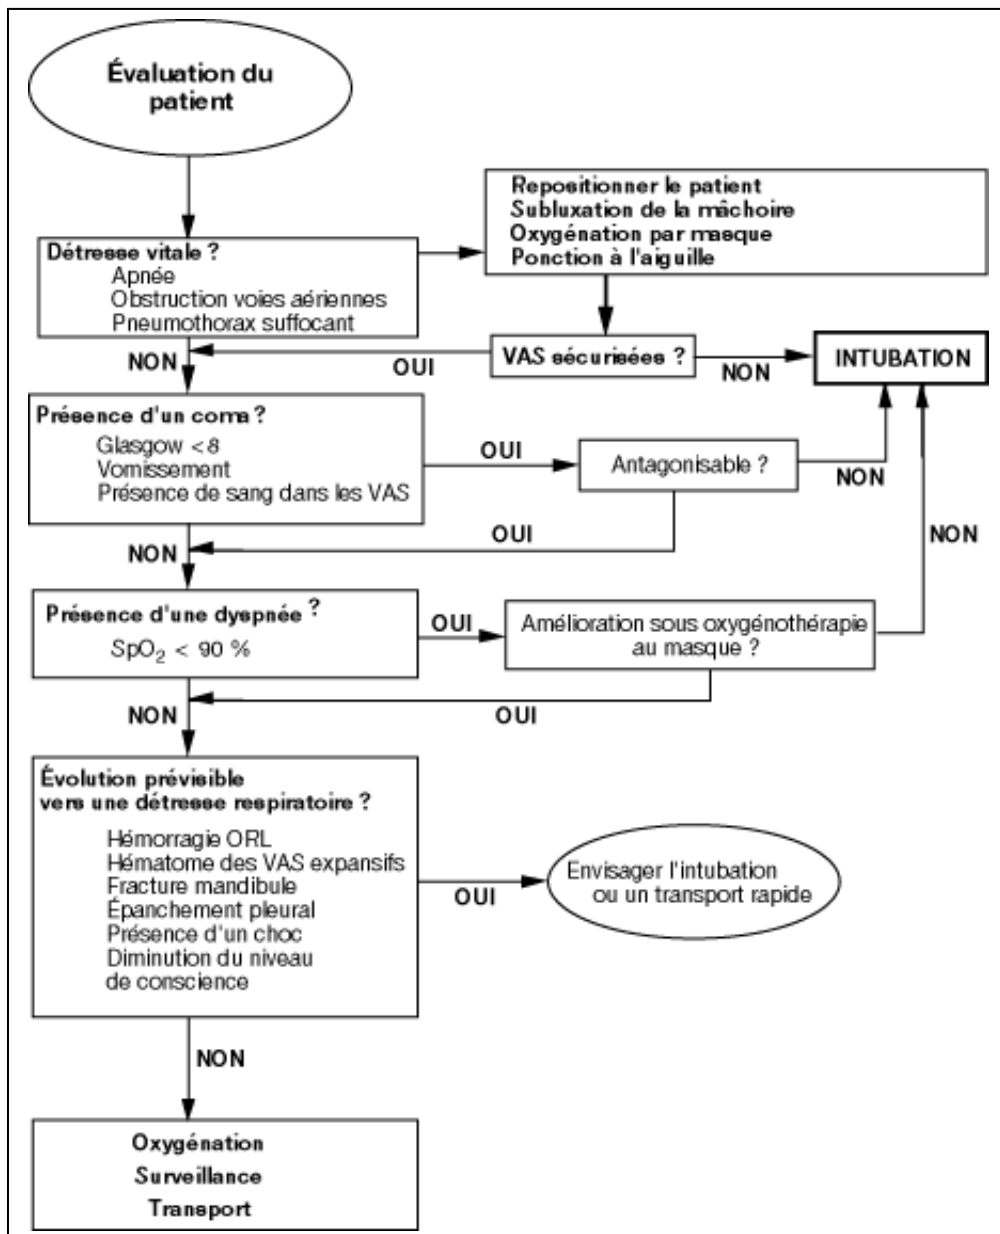 Évaluation du
patient
Repositionner le patient
Subluxation de la mâchoire
Oxygénation par masque
Ponction à l'aiguille
Détresse vitale ?
Apnée
Obstruction voies aériennes
Pneumothorax suffocant
NON
OUI
VAS sécurisées ?
NON
INTUBATION
Présence d'un coma ?
Glasgow < 8
Vomissement
Présence de sang dans les VAS
OUI
Antagonisable ?
NON
OUI
NON
NON
Présence d'une dyspnée ?
SpO₂ < 90 %
OUI
Amélioration sous oxygénothérapie
au masque ?
NON
OUI
Évolution prévisible
vers une détresse respiratoire ?
Hémorragie ORL
Hématome des VAS expansifs
Fracture mandibule
Épanchement pleural
Présence d'un choc
Diminution du niveau
de conscience
OUI
Envisager l'intubation
ou un transport rapide
NON
Oxygénation
Surveillance
Transport